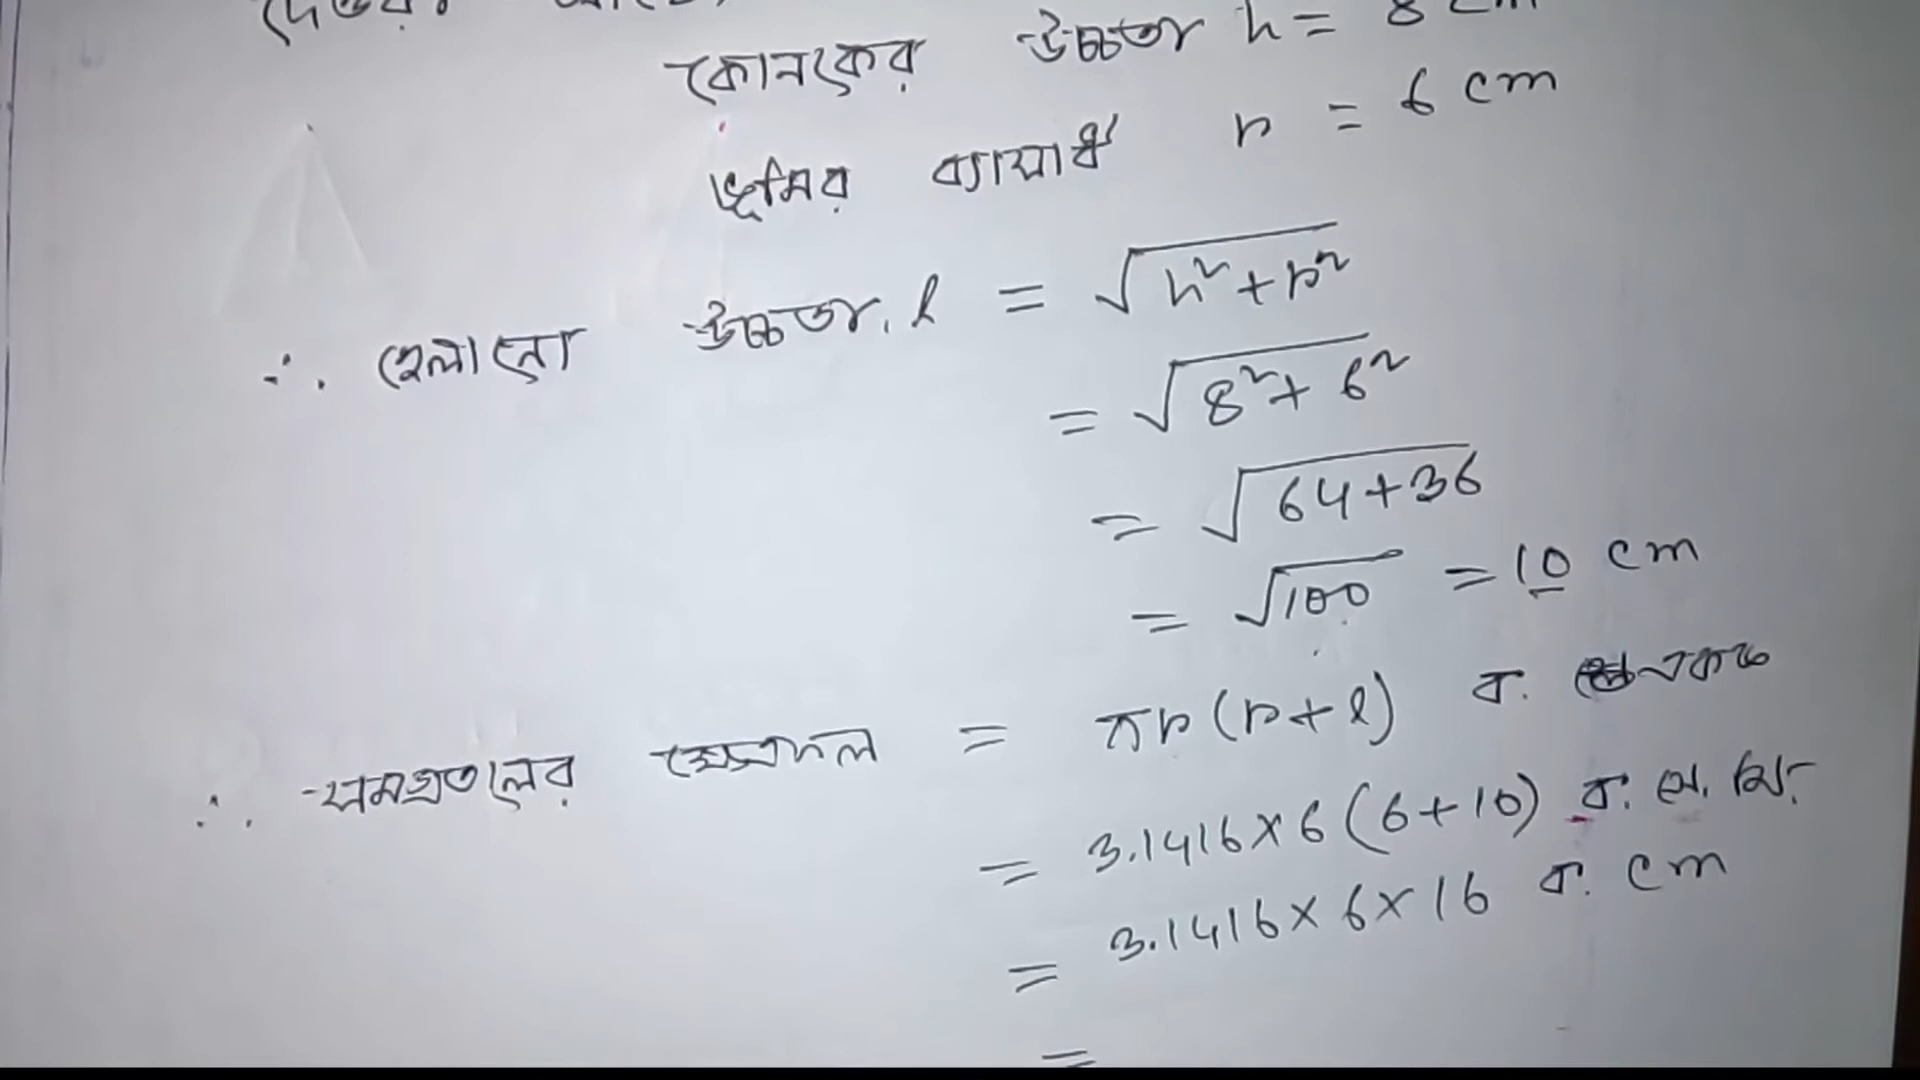 কোনকের উচ্চতা h = 8 cm
ভূমির ব্যাসার্ধ r = 6 cm
∴ হেলানো উচ্চতা, l = √h²+r²
= √8²+6²
= √64+36
= √100 = 10 cm
∴ সমগ্রতলের ক্ষেত্রফল = πr(r+l) ব. একক
= 3.1416×6(6+10) ব. সে. মি.
= 3.1416×6×16 ব. cm
=